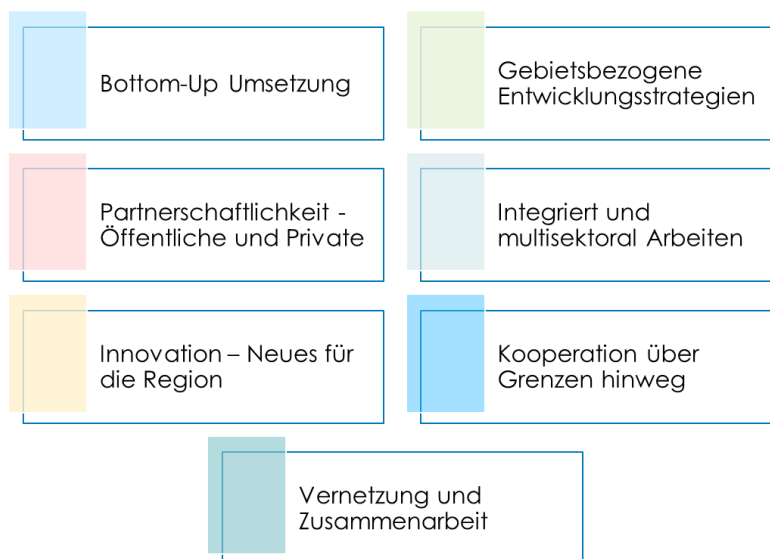 Bottom-Up Umsetzung
Gebietsbezogene
Entwicklungsstrategien
Partnerschaftlichkeit -
Öffentliche und Private
Integriert und
multisektoral Arbeiten
Innovation – Neues für
die Region
Kooperation über
Grenzen hinweg
Vernetzung und
Zusammenarbeit